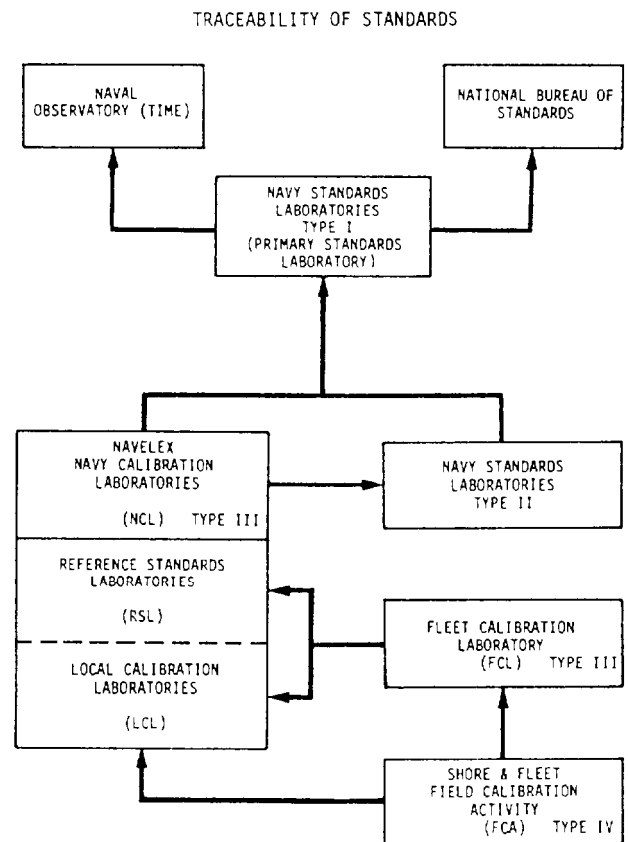 TRACEABILITY OF STANDARDS
NAVAL
OBSERVATORY (TIME)
NATIONAL BUREAU OF
STANDARDS
NAVY STANDARDS
LABORATORIES
TYPE I
(PRIMARY STANDARDS
LABORATORY)
NAVELEX
NAVY CALIBRATION
LABORATORIES
(NCL) TYPE III
NAVY STANDARDS
LABORATORIES
TYPE II
REFERENCE STANDARDS
LABORATORIES
(RSL)
FLEET CALIBRATION
LABORATORY
(FCL) TYPE III
LOCAL CALIBRATION
LABORATORIES
(LCL)
SHORE & FLEET
FIELD CALIBRATION
ACTIVITY
(FCA) TYPE IV